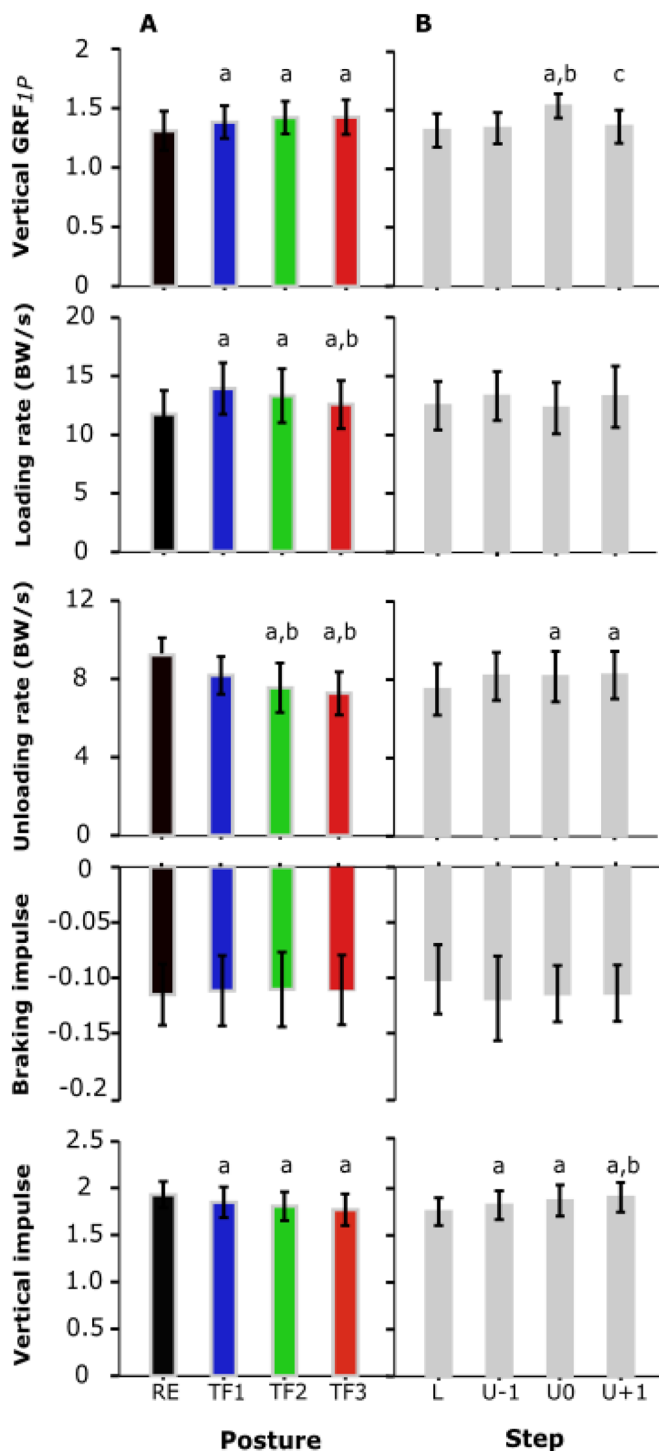 A B
Vertical GRF1P
2
1.5
1.0
0.5
0
a a a
a,b c
Loading rate (BW/s)
20
15
10
5
0
a a a,b
Unloading rate (BW/s)
12
8
4
0
a,b a,b
a a
Braking impulse
0
-0.05
-0.10
-0.15
-0.2
Vertical impulse
2.5
2.0
1.5
1.0
0.5
0
a a a
a a a,b
RE TF1 TF2 TF3
L U-1 U0 U+1
Posture Step